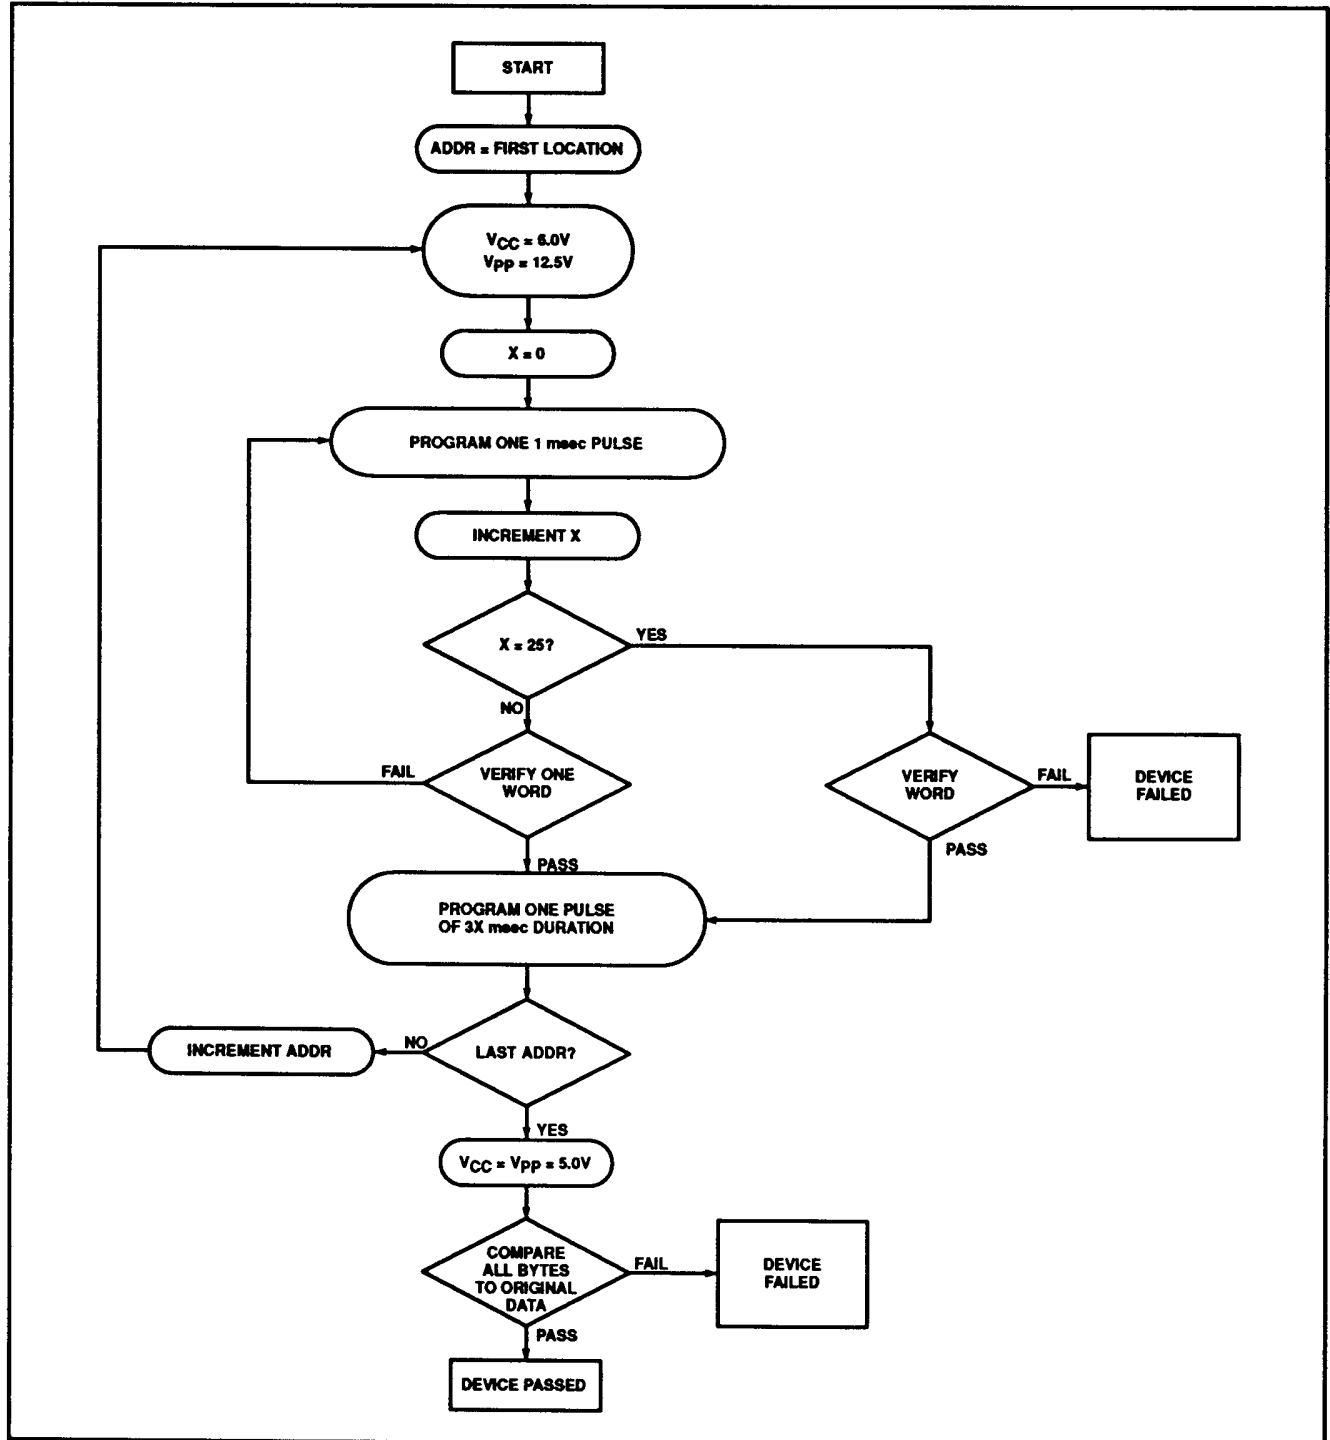 START
ADDR = FIRST LOCATION
VCC = 6.0V
VPP = 12.5V
X = 0
PROGRAM ONE 1 msec PULSE
INCREMENT X
X = 25?
YES
NO
VERIFY ONE
WORD
FAIL
PASS
VERIFY
WORD
FAIL
DEVICE
FAILED
PASS
PROGRAM ONE PULSE
OF 3X msec DURATION
LAST ADDR?
NO
INCREMENT ADDR
YES
VCC = VPP = 5.0V
COMPARE
ALL BYTES
TO ORIGINAL
DATA
FAIL
DEVICE
FAILED
PASS
DEVICE PASSED